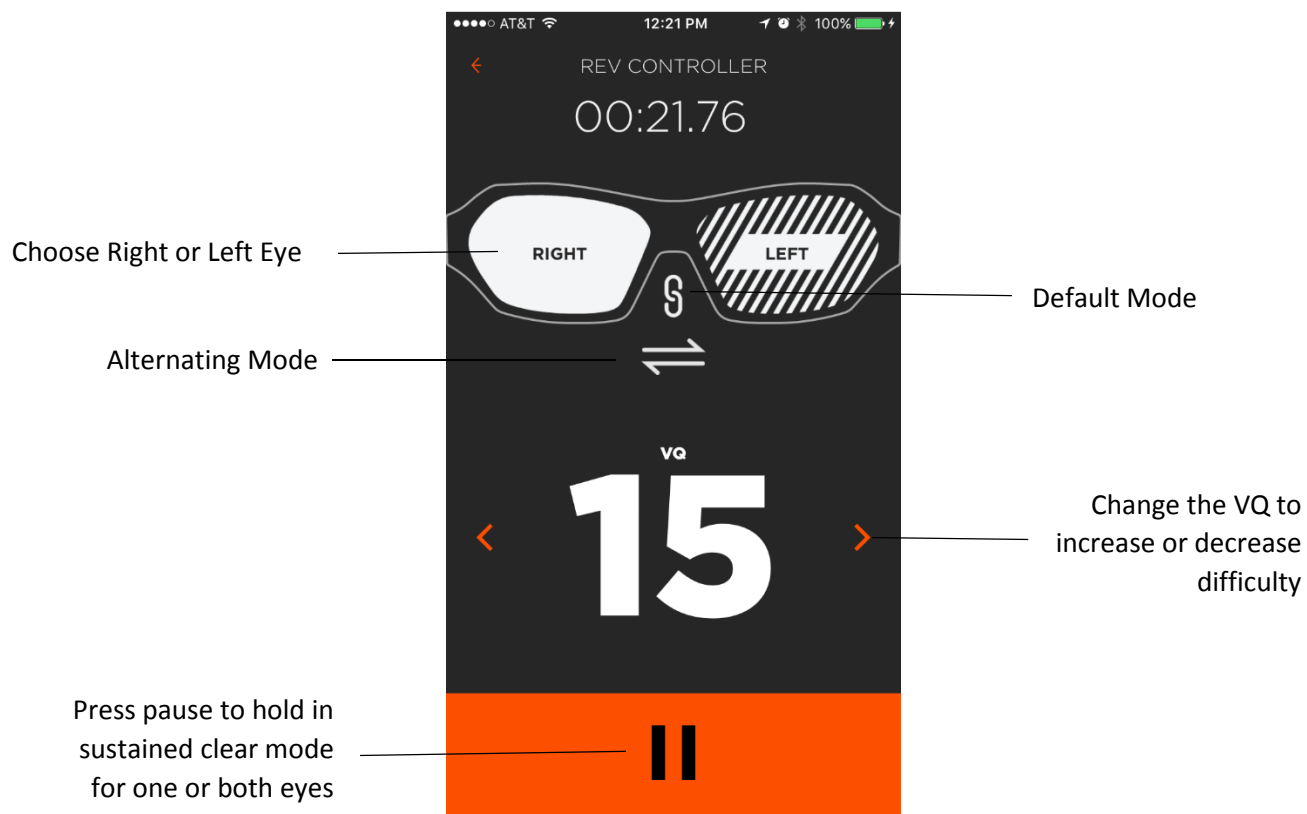 AT&T 12:21 PM 100%
REV CONTROLLER
00:21.76
Choose Right or Left Eye
RIGHT
LEFT
Default Mode
Alternating Mode
VQ
15
Change the VQ to
increase or decrease
difficulty
Press pause to hold in
sustained clear mode
for one or both eyes